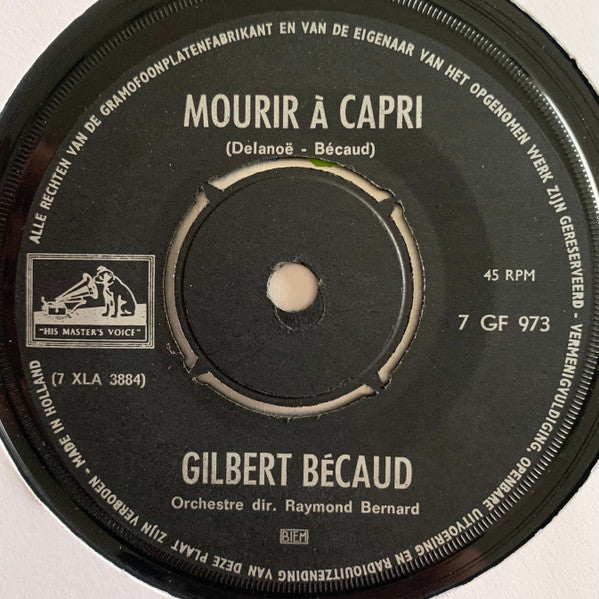 ALLE RECHTEN VAN DE GRAMOFOONPLATENFABRIKANT EN VAN DE EIGENAAR VAN HET OPGENOMEN WERK ZIJN GERESERVEERD - VERMENIGVULDIGING, OPENBARE UITVOERING EN RADIOUITZENDING VAN DEZE PLAAT ZIJN VERBODEN - MADE IN HOLLAND
MOURIR À CAPRI
(Delanoë - Bécaud)
45 RPM
"HIS MASTER'S VOICE"
7 GF 973
(7 XLA 3884)
GILBERT BÉCAUD
Orchestre dir. Raymond Bernard
BIEM